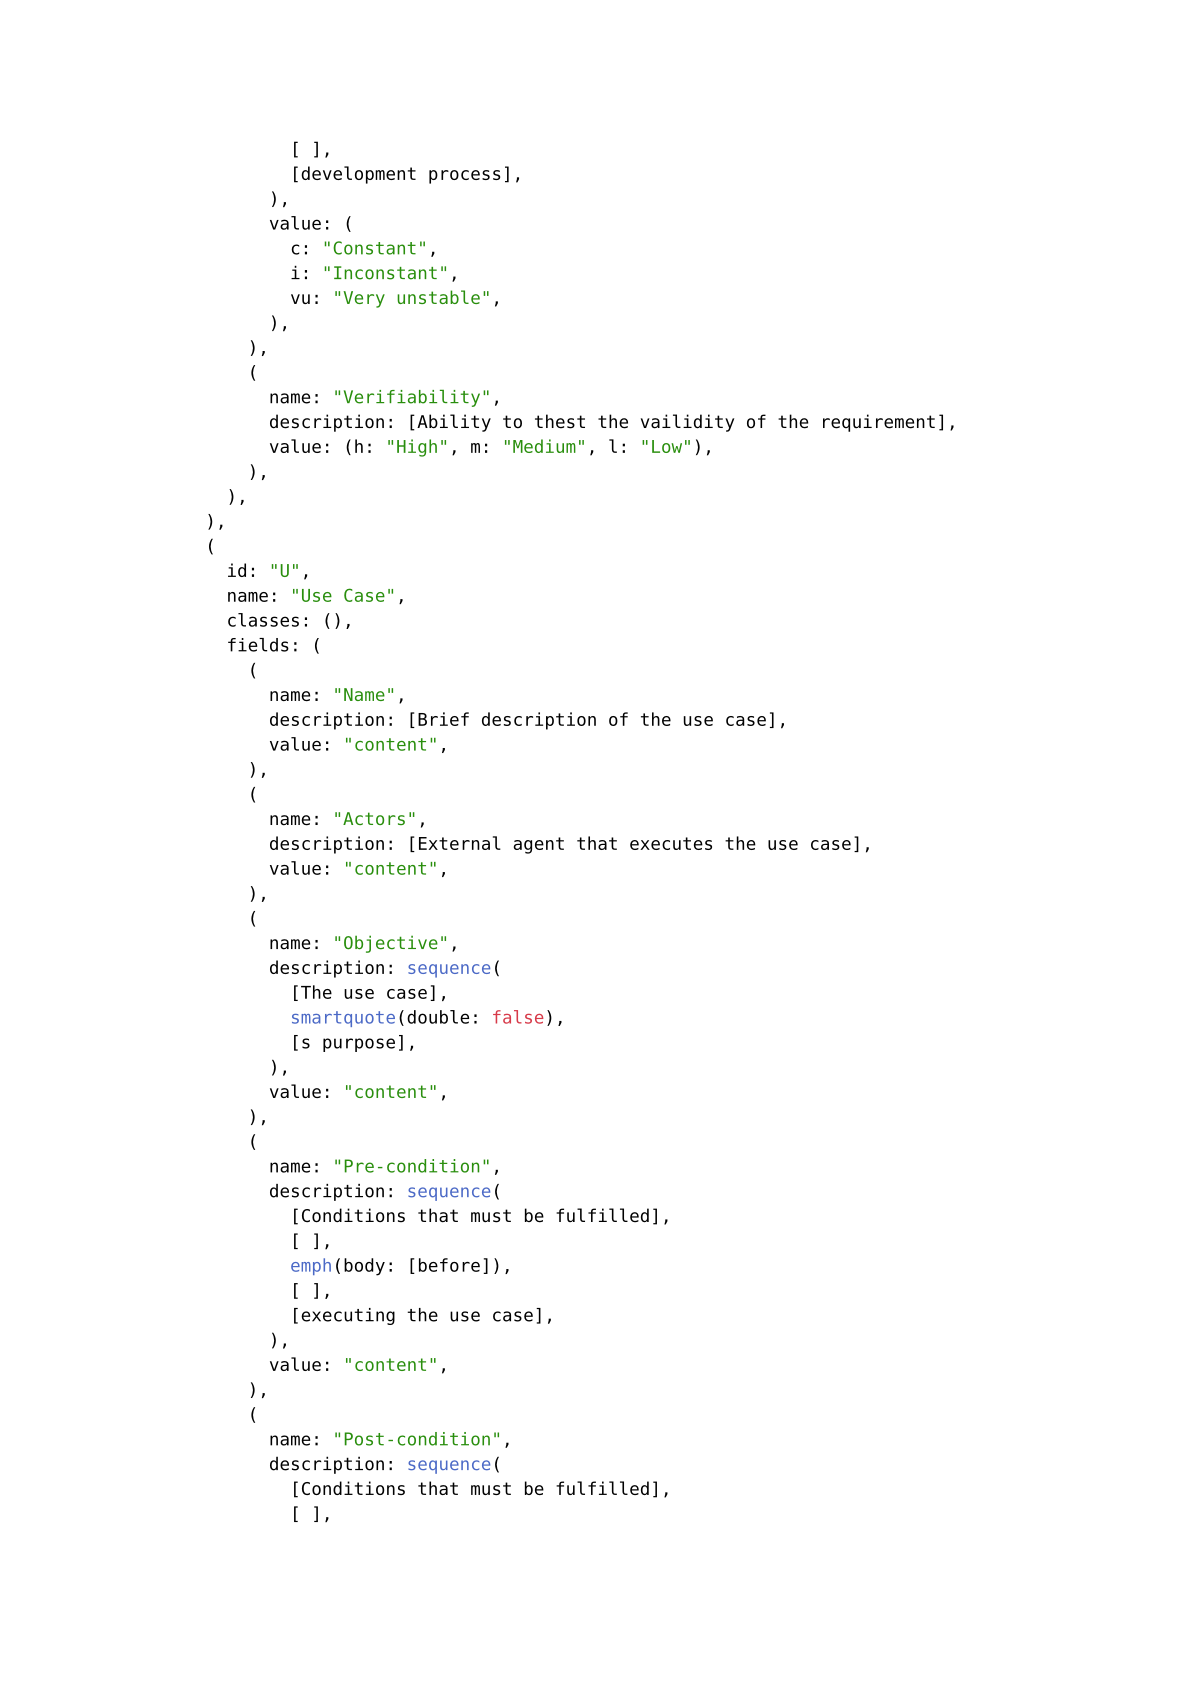 [ ],
        [development process],
      ),
      value: (
        c: "Constant",
        i: "Inconstant",
        vu: "Very unstable",
      ),
    ),
    (
      name: "Verifiability",
      description: [Ability to thest the vailidity of the requirement],
      value: (h: "High", m: "Medium", l: "Low"),
    ),
  ),
),
(
  id: "U",
  name: "Use Case",
  classes: (),
  fields: (
    (
      name: "Name",
      description: [Brief description of the use case],
      value: "content",
    ),
    (
      name: "Actors",
      description: [External agent that executes the use case],
      value: "content",
    ),
    (
      name: "Objective",
      description: sequence(
        [The use case],
        smartquote(double: false),
        [s purpose],
      ),
      value: "content",
    ),
    (
      name: "Pre-condition",
      description: sequence(
        [Conditions that must be fulfilled],
        [ ],
        emph(body: [before]),
        [ ],
        [executing the use case],
      ),
      value: "content",
    ),
    (
      name: "Post-condition",
      description: sequence(
        [Conditions that must be fulfilled],
        [ ],